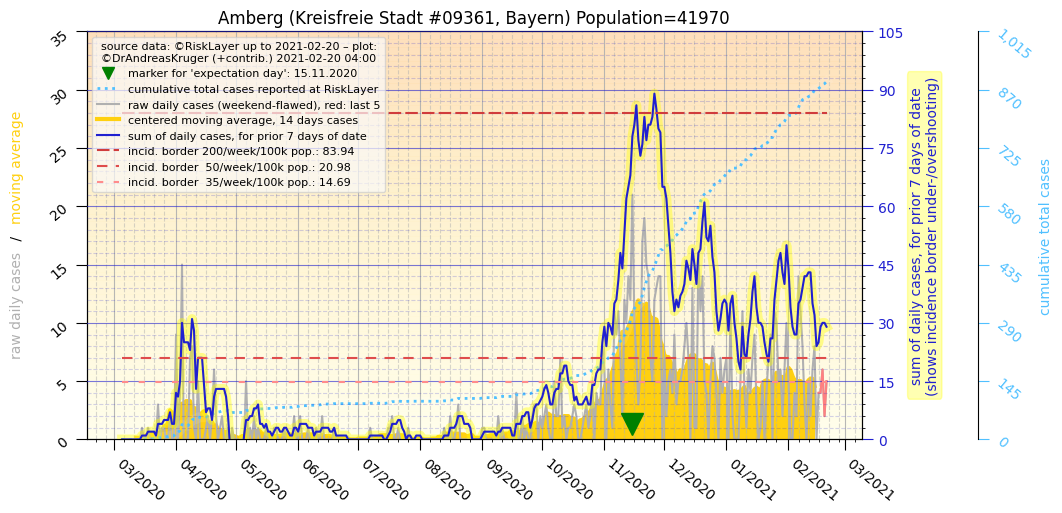 Amberg (Kreisfreie Stadt #09361, Bayern) Population=41970
source data: ©RiskLayer up to 2021-02-20 – plot:
©DrAndreasKruger (+contrib.) 2021-02-20 04:00
marker for 'expectation day': 15.11.2020
cumulative total cases reported at RiskLayer
raw daily cases (weekend-flawed), red: last 5
centered moving average, 14 days cases
sum of daily cases, for prior 7 days of date
incid. border 200/week/100k pop.: 83.94
incid. border  50/week/100k pop.: 20.98
incid. border  35/week/100k pop.: 14.69
raw daily cases  /  moving average
35
30
25
20
15
10
5
0
105
90
75
60
45
30
15
0
sum of daily cases, for prior 7 days of date
(shows incidence border under-/overshooting)
1,015
870
725
580
435
290
145
0
cumulative total cases
03/2020
04/2020
05/2020
06/2020
07/2020
08/2020
09/2020
10/2020
11/2020
12/2020
01/2021
02/2021
03/2021